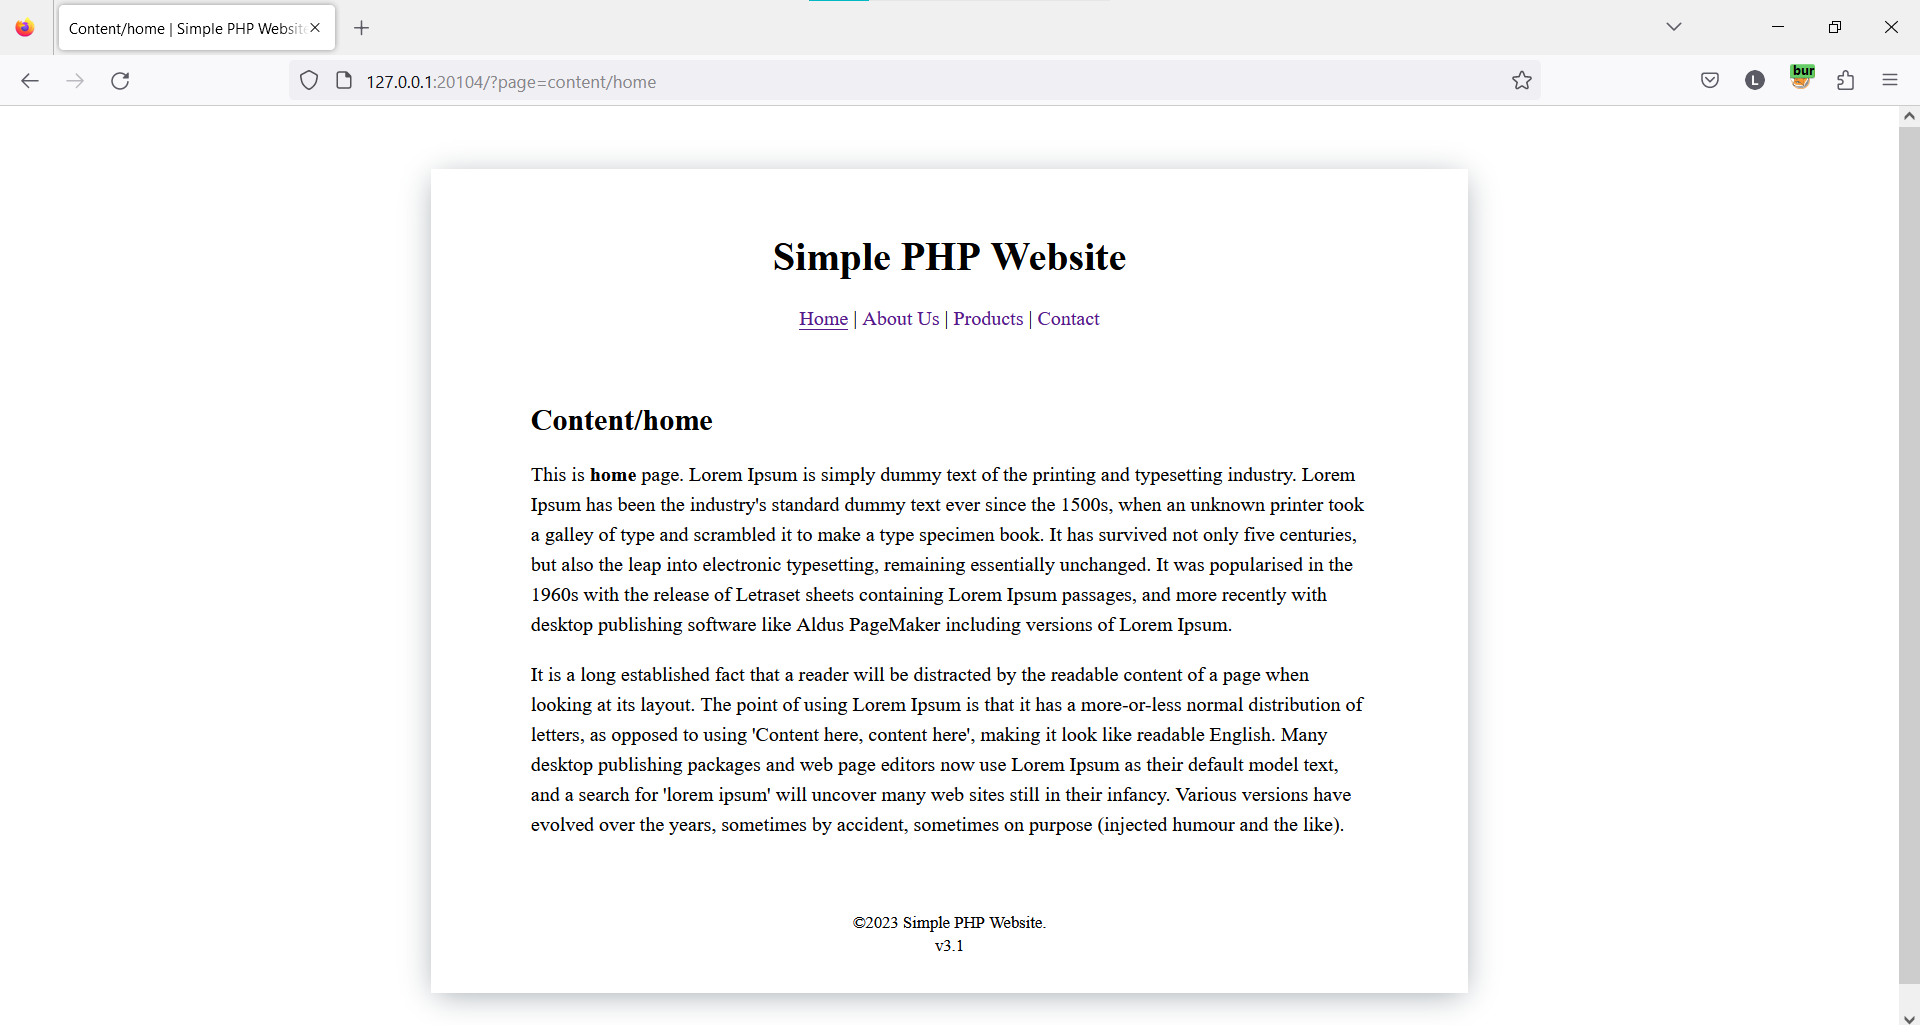 Content/home | Simple PHP Websit
127.0.0.1:20104/?page=content/home
L
bur
Simple PHP Website
Home | About Us | Products | Contact
Content/home
This is home page. Lorem Ipsum is simply dummy text of the printing and typesetting industry. Lorem
Ipsum has been the industry's standard dummy text ever since the 1500s, when an unknown printer took
a galley of type and scrambled it to make a type specimen book. It has survived not only five centuries,
but also the leap into electronic typesetting, remaining essentially unchanged. It was popularised in the
1960s with the release of Letraset sheets containing Lorem Ipsum passages, and more recently with
desktop publishing software like Aldus PageMaker including versions of Lorem Ipsum.
It is a long established fact that a reader will be distracted by the readable content of a page when
looking at its layout. The point of using Lorem Ipsum is that it has a more-or-less normal distribution of
letters, as opposed to using 'Content here, content here', making it look like readable English. Many
desktop publishing packages and web page editors now use Lorem Ipsum as their default model text,
and a search for 'lorem ipsum' will uncover many web sites still in their infancy. Various versions have
evolved over the years, sometimes by accident, sometimes on purpose (injected humour and the like).
©2023 Simple PHP Website.
v3.1